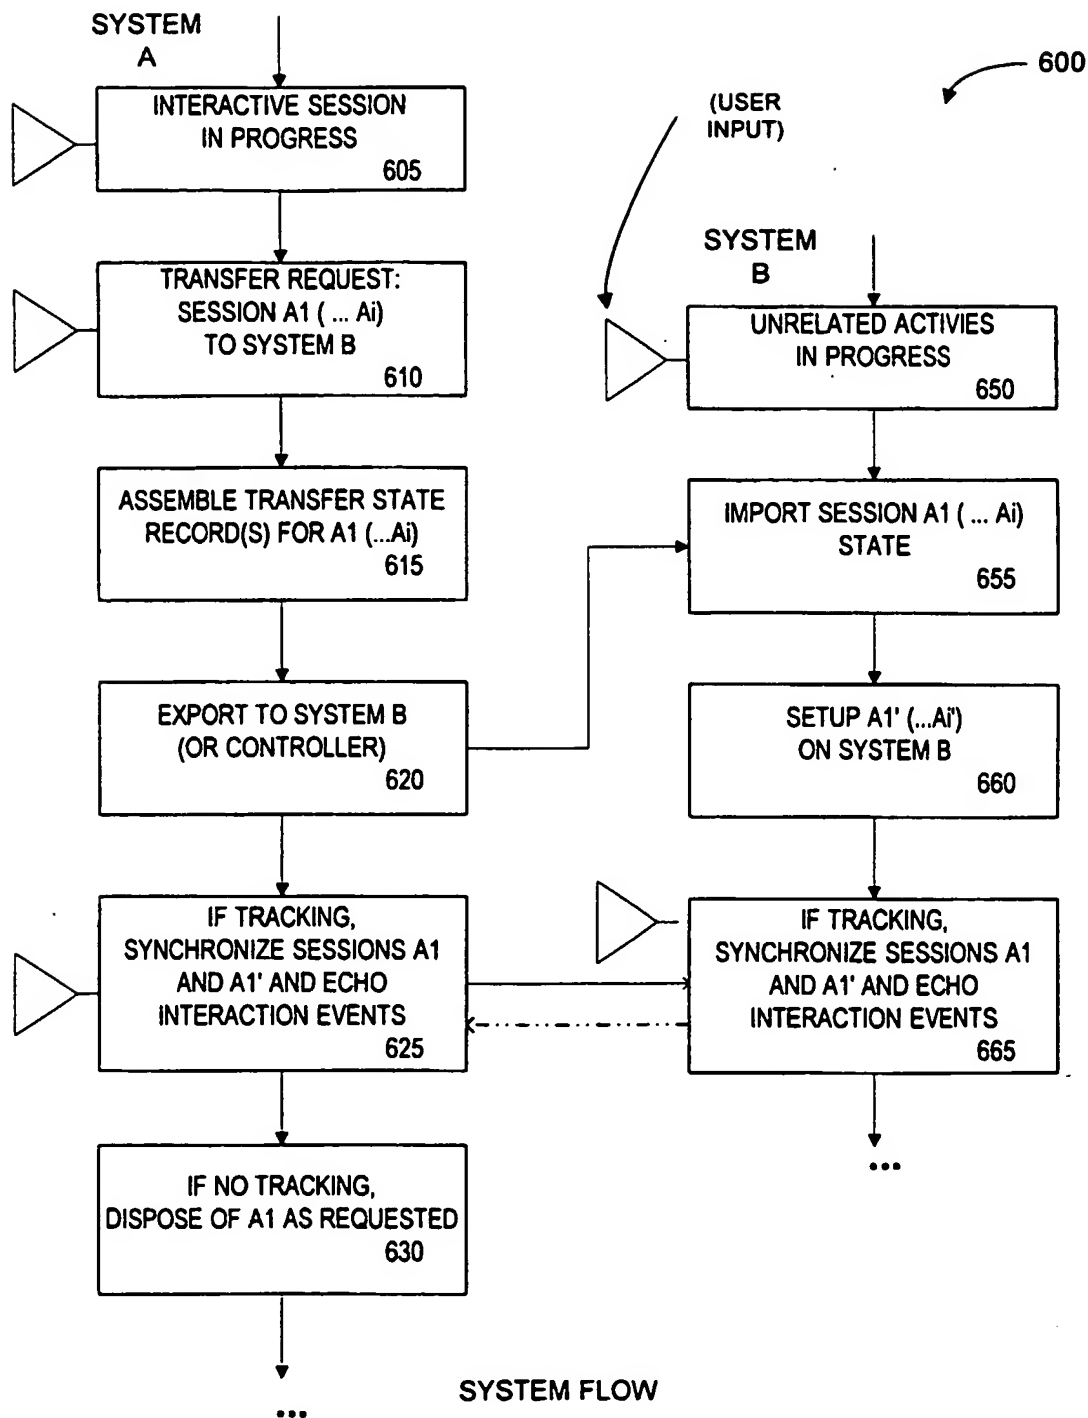 SYSTEM
A
600
INTERACTIVE SESSION
IN PROGRESS
605
(USER
INPUT)
TRANSFER REQUEST:
SESSION A1 ( ... Ai)
TO SYSTEM B
610
SYSTEM
B
UNRELATED ACTIVIES
IN PROGRESS
650
ASSEMBLE TRANSFER STATE
RECORD(S) FOR A1 (...Ai)
615
IMPORT SESSION A1 ( ... Ai)
STATE
655
EXPORT TO SYSTEM B
(OR CONTROLLER)
620
SETUP A1' (...Ai')
ON SYSTEM B
660
IF TRACKING,
SYNCHRONIZE SESSIONS A1
AND A1' AND ECHO
INTERACTION EVENTS
625
IF TRACKING,
SYNCHRONIZE SESSIONS A1
AND A1' AND ECHO
INTERACTION EVENTS
665
...
IF NO TRACKING,
DISPOSE OF A1 AS REQUESTED
630
...
SYSTEM FLOW